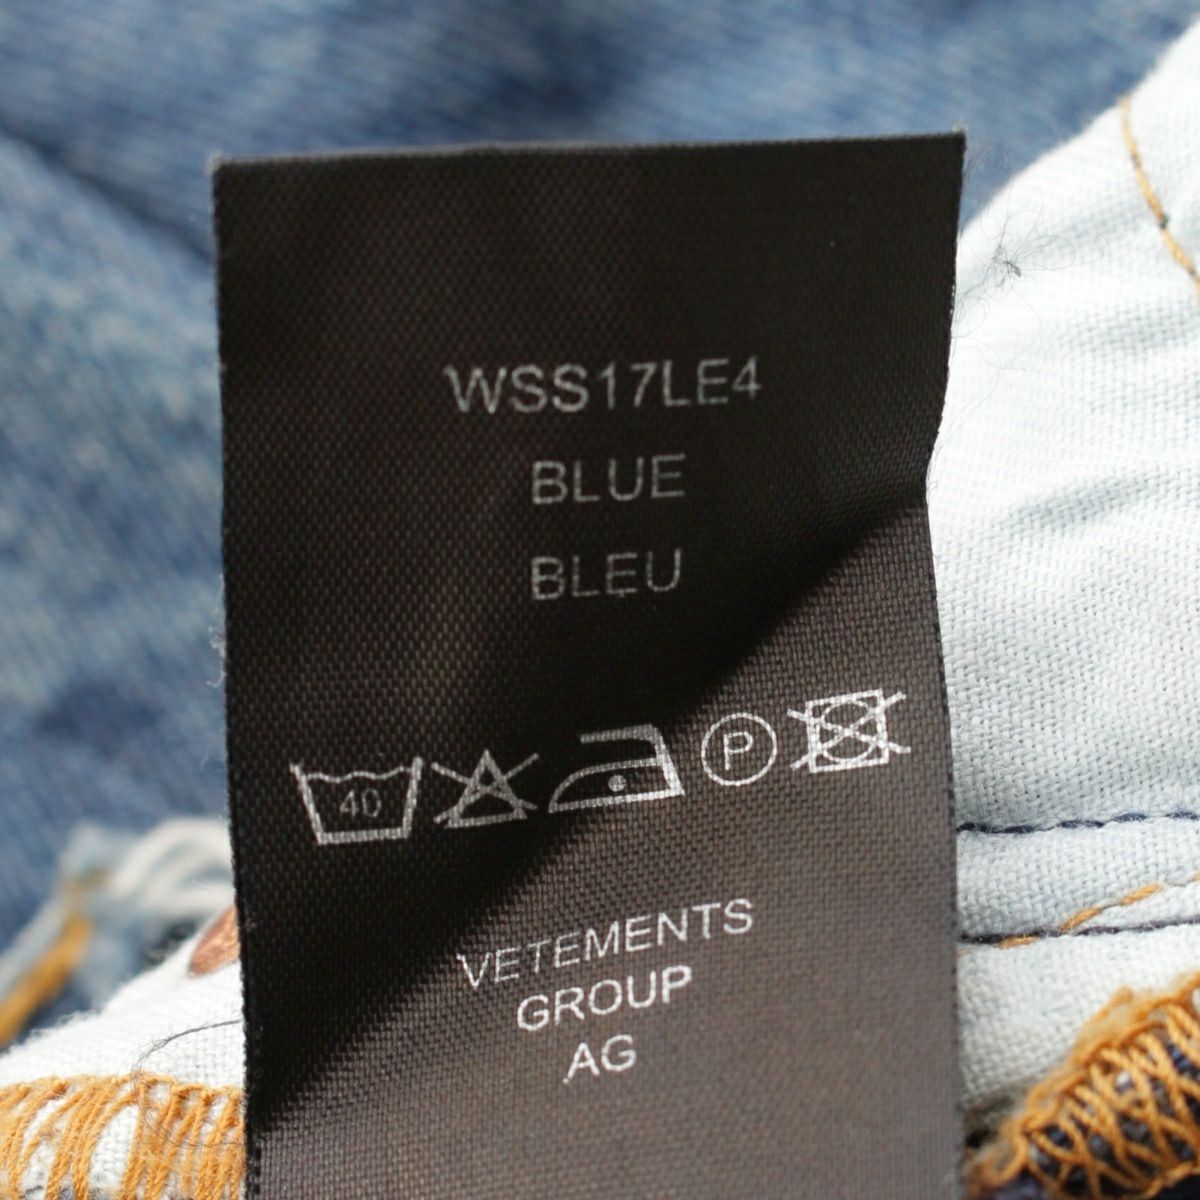 WSS17LE4
BLUE
BLEU
40 P
VETEMENTS
GROUP
AG